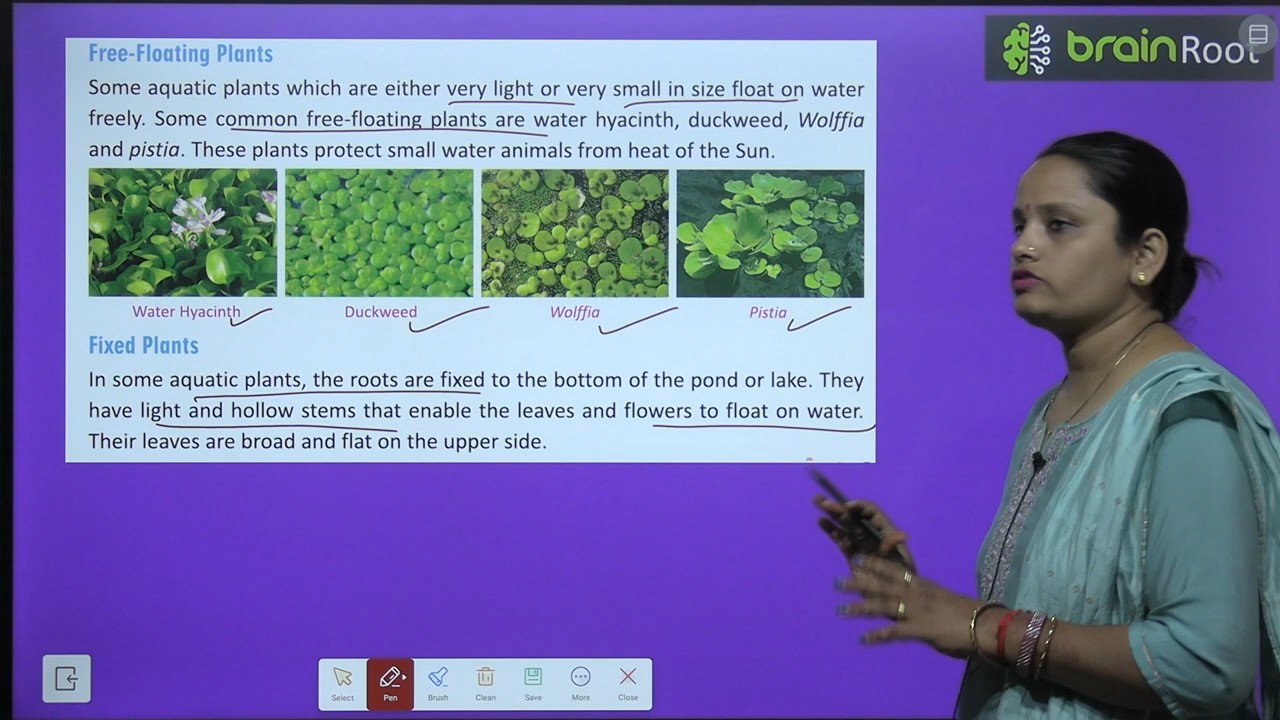 brainRoot
Free-Floating Plants
Some aquatic plants which are either very light or very small in size float on water
freely. Some common free-floating plants are water hyacinth, duckweed, Wolffia
and pistia. These plants protect small water animals from heat of the Sun.
Water Hyacinth Duckweed Wolffia Pistia
Fixed Plants
In some aquatic plants, the roots are fixed to the bottom of the pond or lake. They
have light and hollow stems that enable the leaves and flowers to float on water.
Their leaves are broad and flat on the upper side.
Select Pen Brush Clean Save More Close